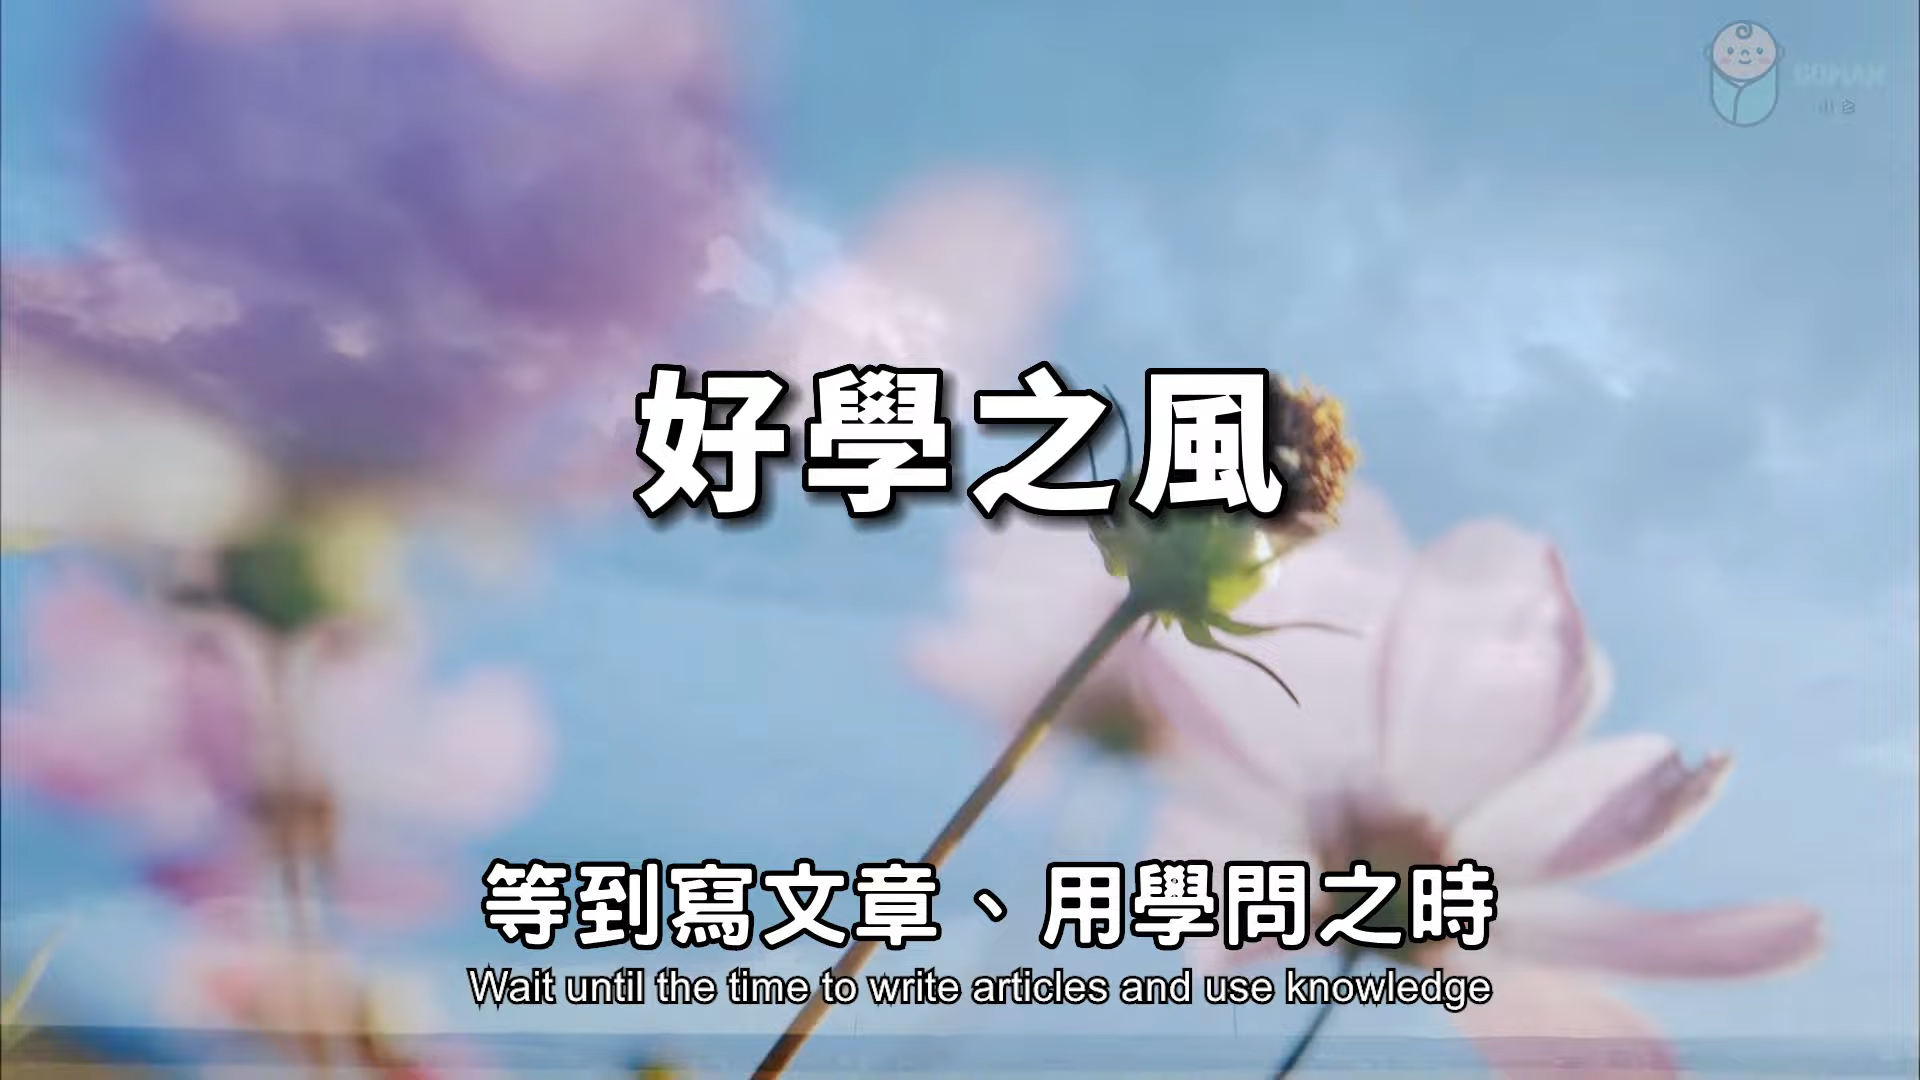 好學之風
等到寫文章、用學問之時
Wait until the time to write articles and use knowledge